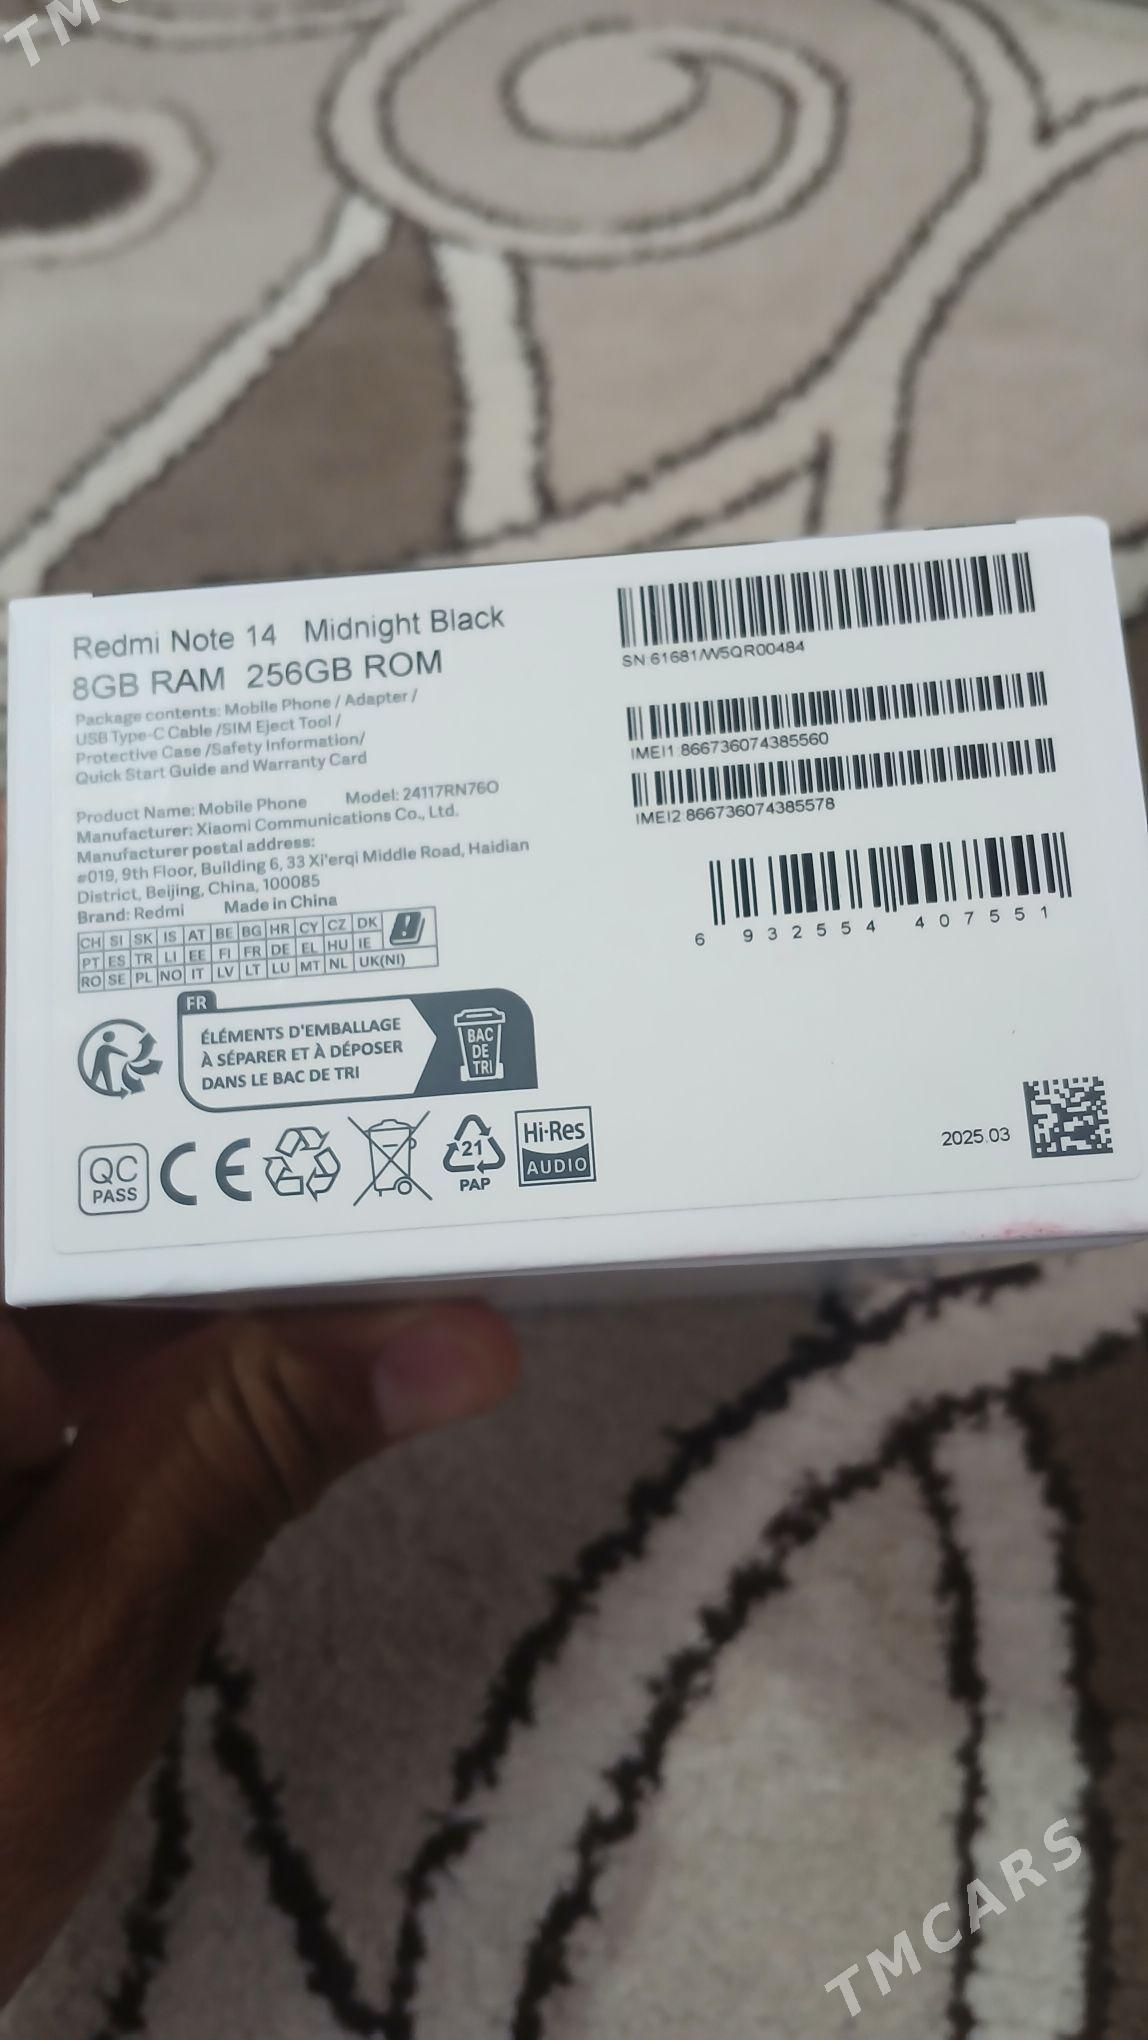 Redmi Note 14 Midnight Black
8GB RAM 256GB ROM
Package contents: Mobile Phone / Adapter /
USB Type-C Cable /SIM Eject Tool /
Protective Case /Safety Information/
Quick Start Guide and Warranty Card
Product Name: Mobile Phone Model: 24117RN76O
Manufacturer: Xiaomi Communications Co., Ltd.
Manufacturer postal address:
#019, 9th Floor, Building 6, 33 Xi'erqi Middle Road, Haidian
District, Beijing, China, 100085
Brand: Redmi Made in China
CH SI SK IS AT BE BG HR CY CZ DK
PT ES TR LI EE FI FR DE EL HU IE
RO SE PL NO IT LV LT LU MT NL UK(NI)
FR
ÉLÉMENTS D'EMBALLAGE
À SÉPARER ET À DÉPOSER
DANS LE BAC DE TRI
BAC
DE
TRI
QC
PASS
CE
21
PAP
Hi-Res
AUDIO
SN:61681/W5QR00484
IMEI1:866736074385560
IMEI2:866736074385578
6 932554 407551
2025.03
TMCARS